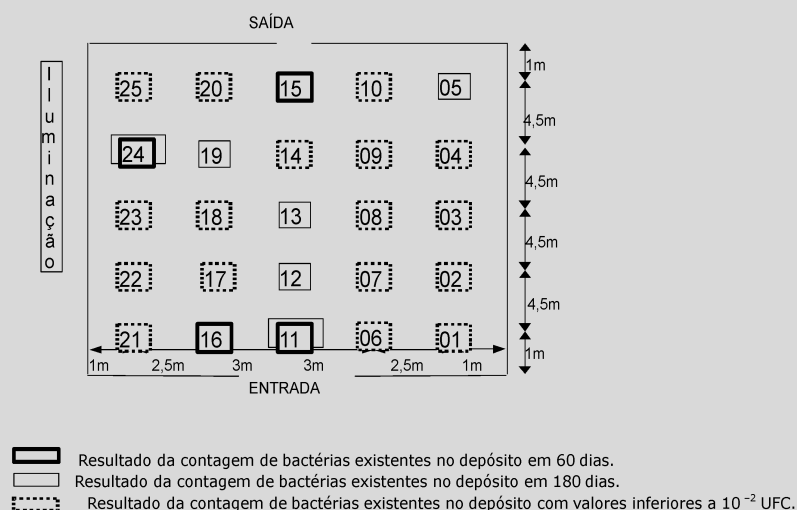 SAÍDA
Iluminação
25 20 15 10 05
1m
4,5m
24 19 14 09 04
4,5m
23 18 13 08 03
4,5m
22 17 12 07 02
4,5m
21 16 11 06 01
1m
1m 2,5m 3m 3m 2,5m 1m
ENTRADA
Resultado da contagem de bactérias existentes no depósito em 60 dias.
Resultado da contagem de bactérias existentes no depósito em 180 dias.
Resultado da contagem de bactérias existentes no depósito com valores inferiores a 10⁻² UFC.